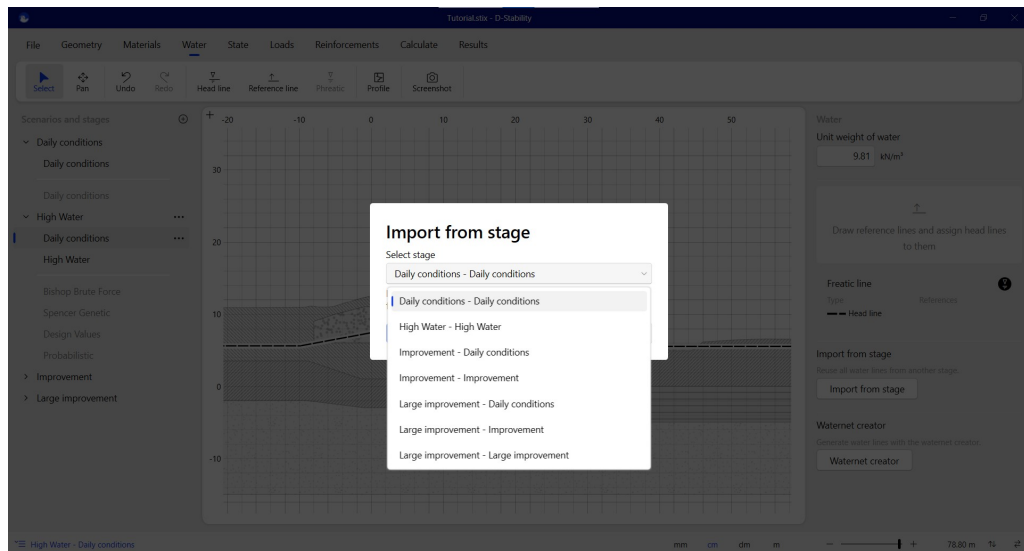 Tutorial.stix - D-Stability
File Geometry Materials Water State Loads Reinforcements Calculate Results
Select Pan Undo Redo Head line Reference line Phreatic Profile Screenshot
Scenarios and stages
Daily conditions
Daily conditions
Daily conditions
High Water
Daily conditions
High Water
Bishop Brute Force
Spencer Genetic
Design Values
Probabilistic
Improvement
Large improvement
-20 -10 0 10 20 30 40 50
30
20
10
0
-10
Import from stage
Select stage
Daily conditions - Daily conditions
Daily conditions - Daily conditions
High Water - High Water
Improvement - Daily conditions
Improvement - Improvement
Large improvement - Daily conditions
Large improvement - Improvement
Large improvement - Large improvement
Water
Unit weight of water
9.81 kN/m³
Draw reference lines and assign head lines
to them
Freatic line
Type References
Head line
Import from stage
Reuse all water lines from another stage.
Import from stage
Waternet creator
Generate water lines with the waternet creator.
Waternet creator
High Water - Daily conditions
mm cm dm m
78.80 m